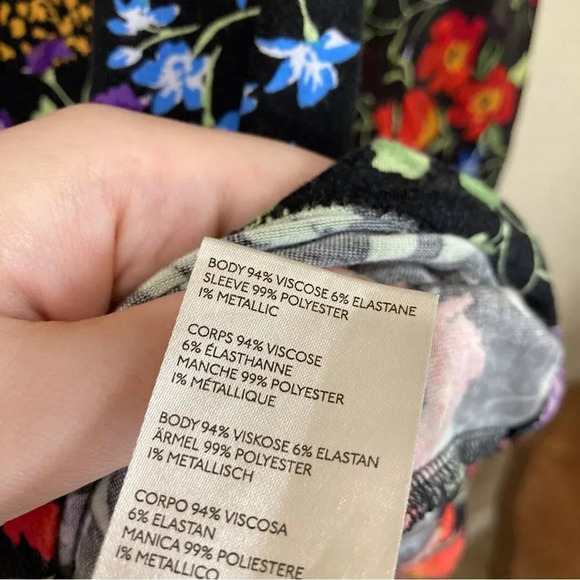 BODY 94% VISCOSE 6% ELASTANE
SLEEVE 99% POLYESTER
1% METALLIC
CORPS 94% VISCOSE
6% ÉLASTHANNE
MANCHE 99% POLYESTER
1% MÉTALLIQUE
BODY 94% VISKOSE 6% ELASTAN
ÄRMEL 99% POLYESTER
1% METALLISCH
CORPO 94% VISCOSA
6% ELASTAN
MANICA 99% POLIESTERE
1% METALLICO